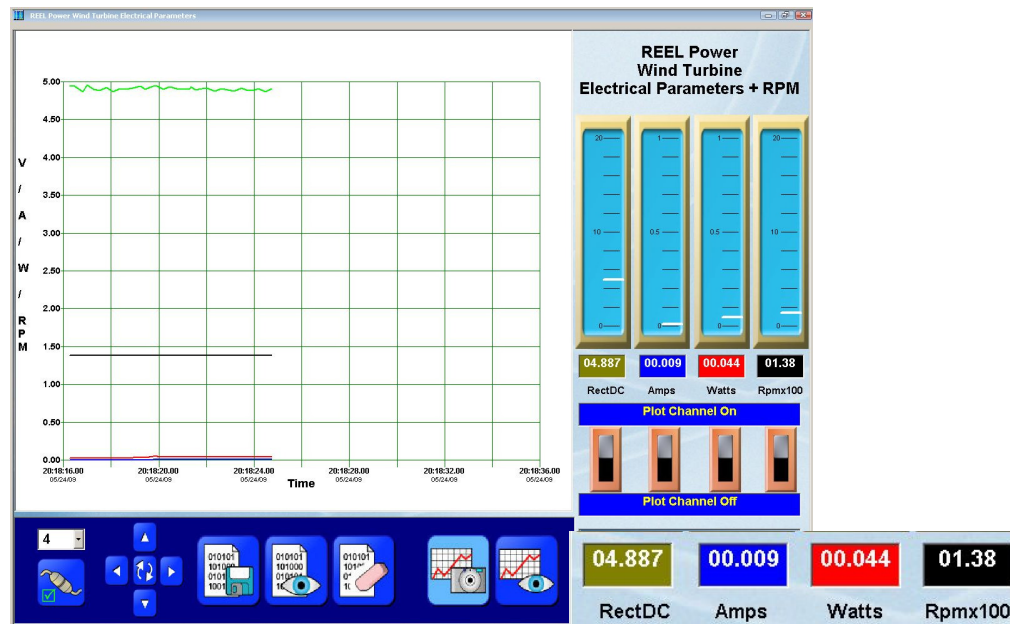 REEL Power Wind Turbine Electrical Parameters
REEL Power
Wind Turbine
Electrical Parameters + RPM
V
/
A
/
W
/
R
P
M
5.00
4.50
4.00
3.50
3.00
2.50
2.00
1.50
1.00
0.50
0.00
20:18:16.00 20:18:20.00 20:18:24.00 20:18:28.00 20:18:32.00 20:18:36.00
05/24/09 05/24/09 05/24/09 05/24/09 05/24/09 05/24/09
Time
20 1 1 20
10 0.5 0.5 10
0 0 0 0
04.887 00.009 00.044 01.38
RectDC Amps Watts Rpmx100
Plot Channel On
Plot Channel Off
4
010101 010101 010101
101000 101000 101000
04.887 00.009 00.044 01.38
RectDC Amps Watts Rpmx100